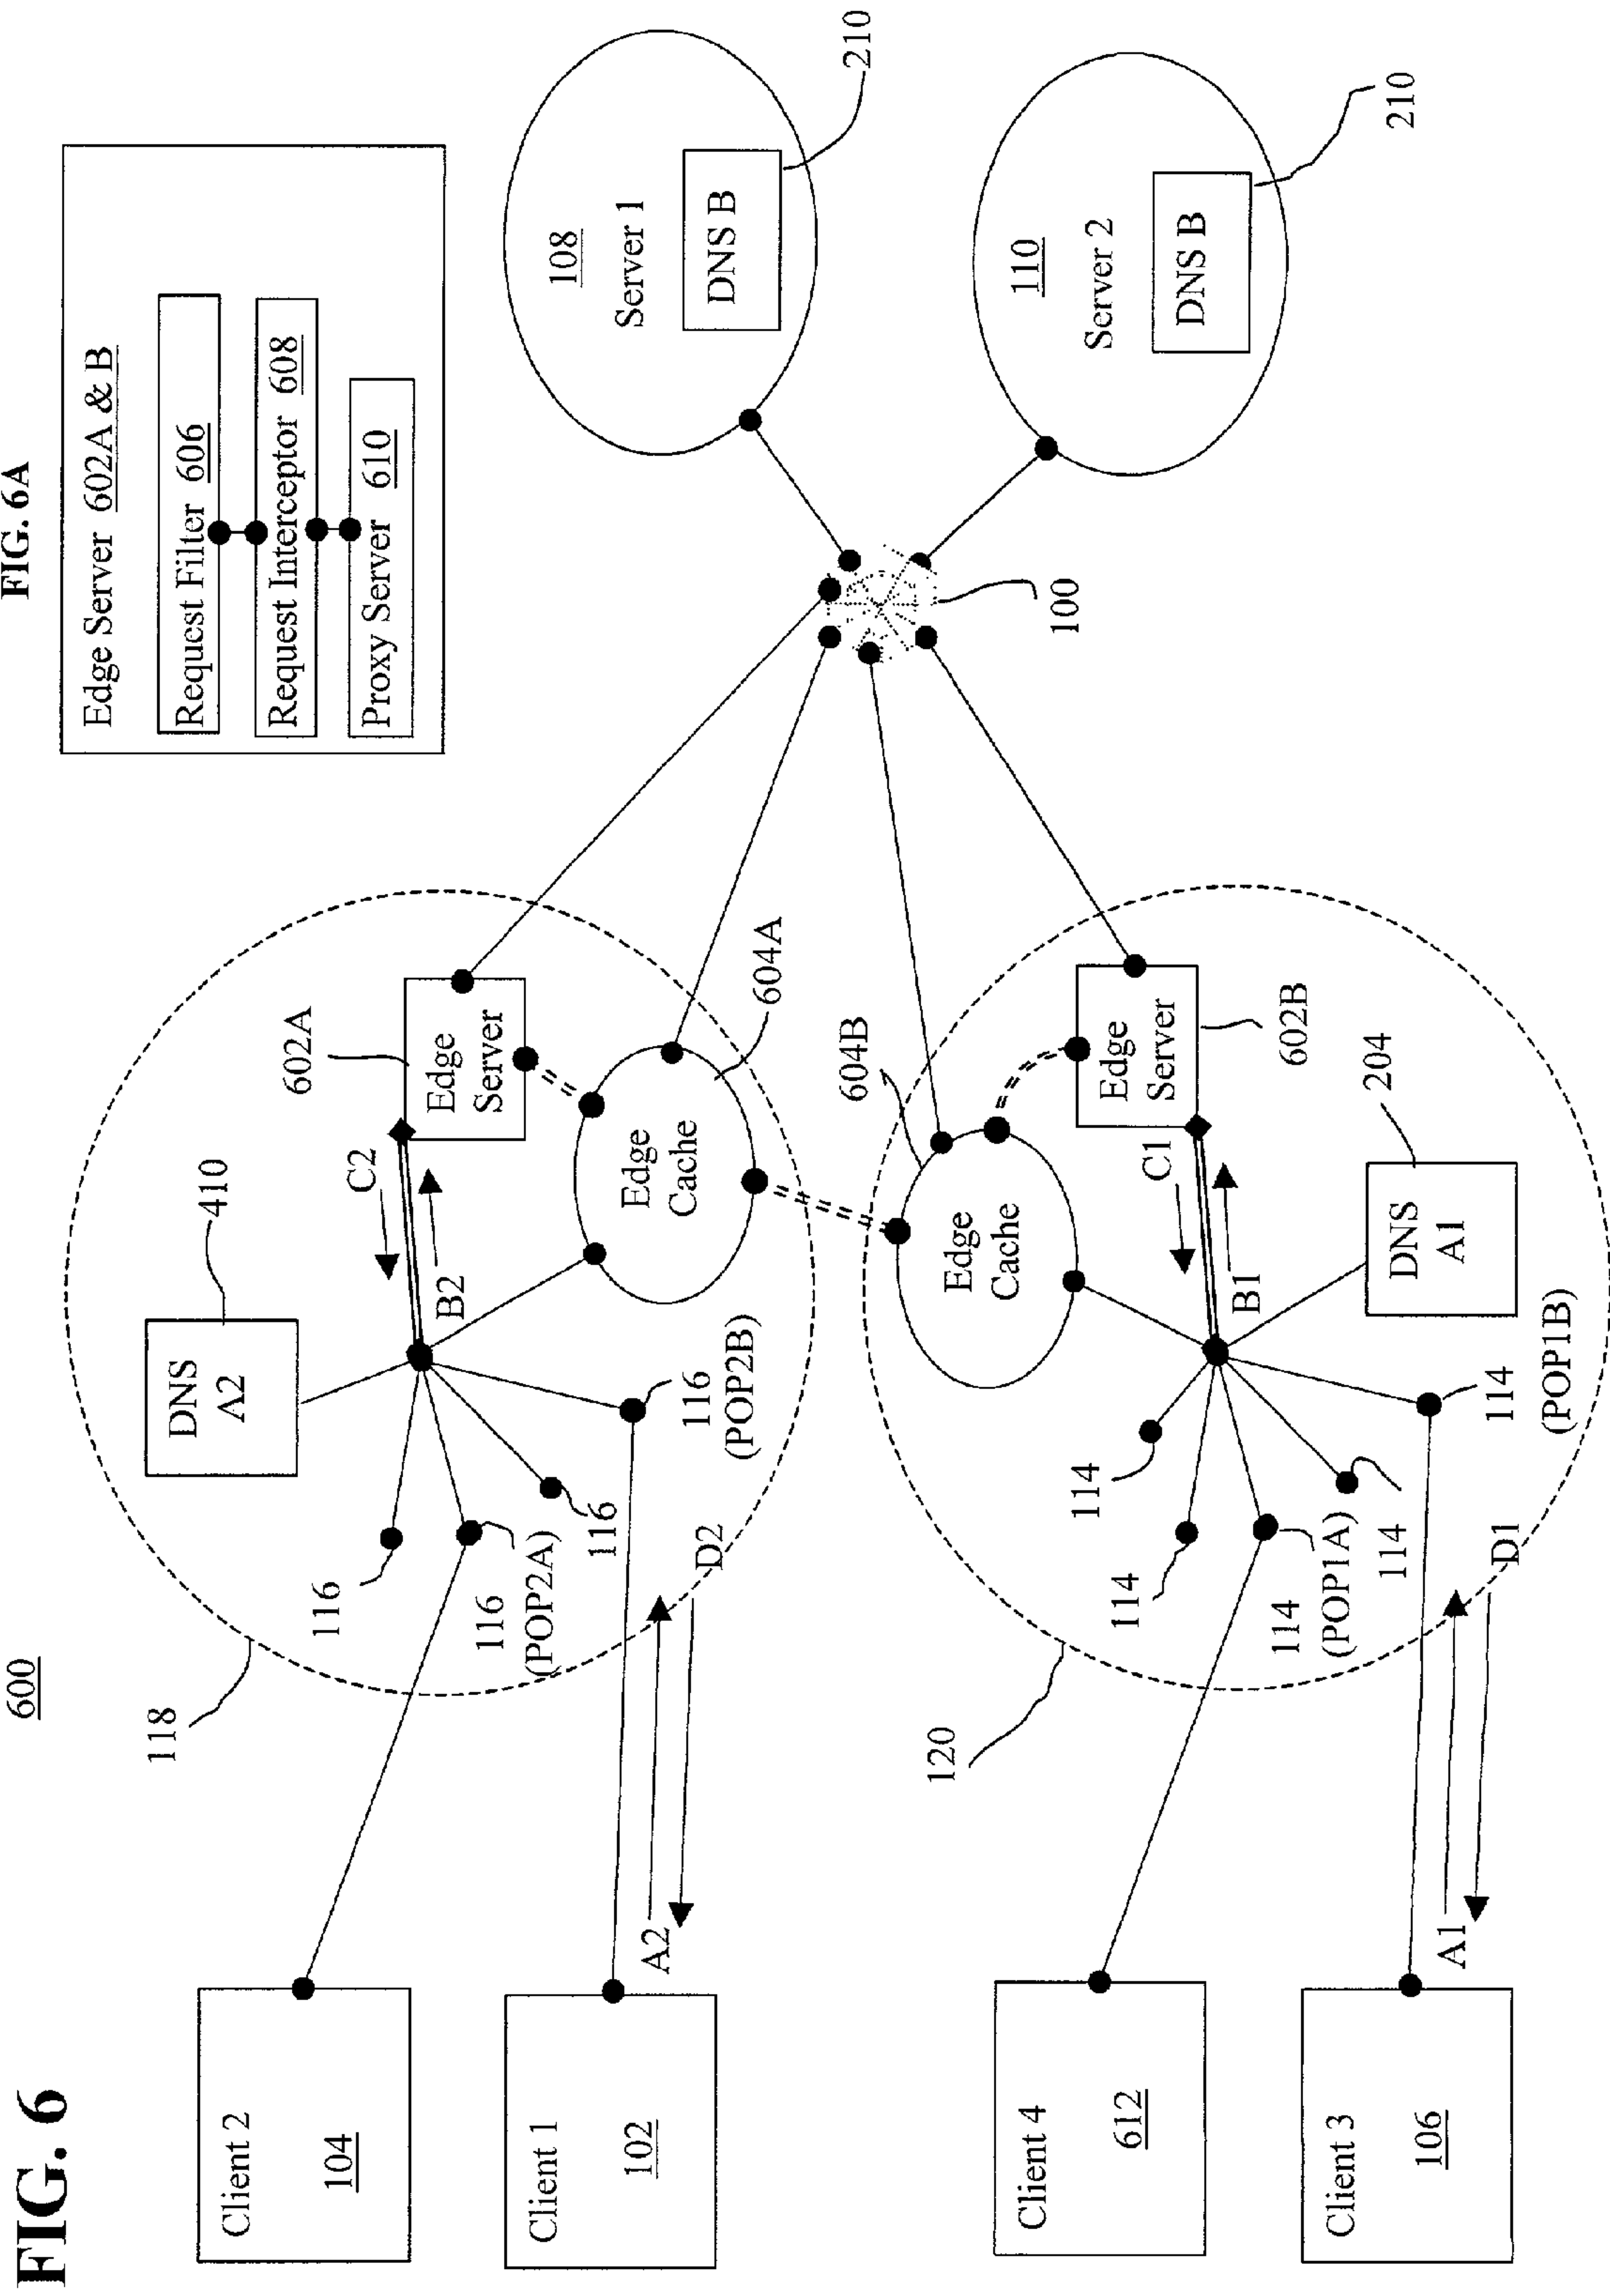 FIG. 6
600
FIG. 6A
Edge Server 602A & B
Request Filter 606
Request Interceptor 608
Proxy Server 610
Client 2
104
Client 1
102
A2
D2
118
116
116
(POP2A)
116
116
(POP2B)
DNS
A2
410
C2
B2
602A
Edge
Server
Edge
Cache
604A
108
Server 1
DNS B
210
110
Server 2
DNS B
210
100
Client 4
612
Client 3
106
A1
D1
120
114
114
114
(POP1A)
114
114
(POP1B)
DNS
A1
204
C1
B1
602B
Edge
Server
Edge
Cache
604B